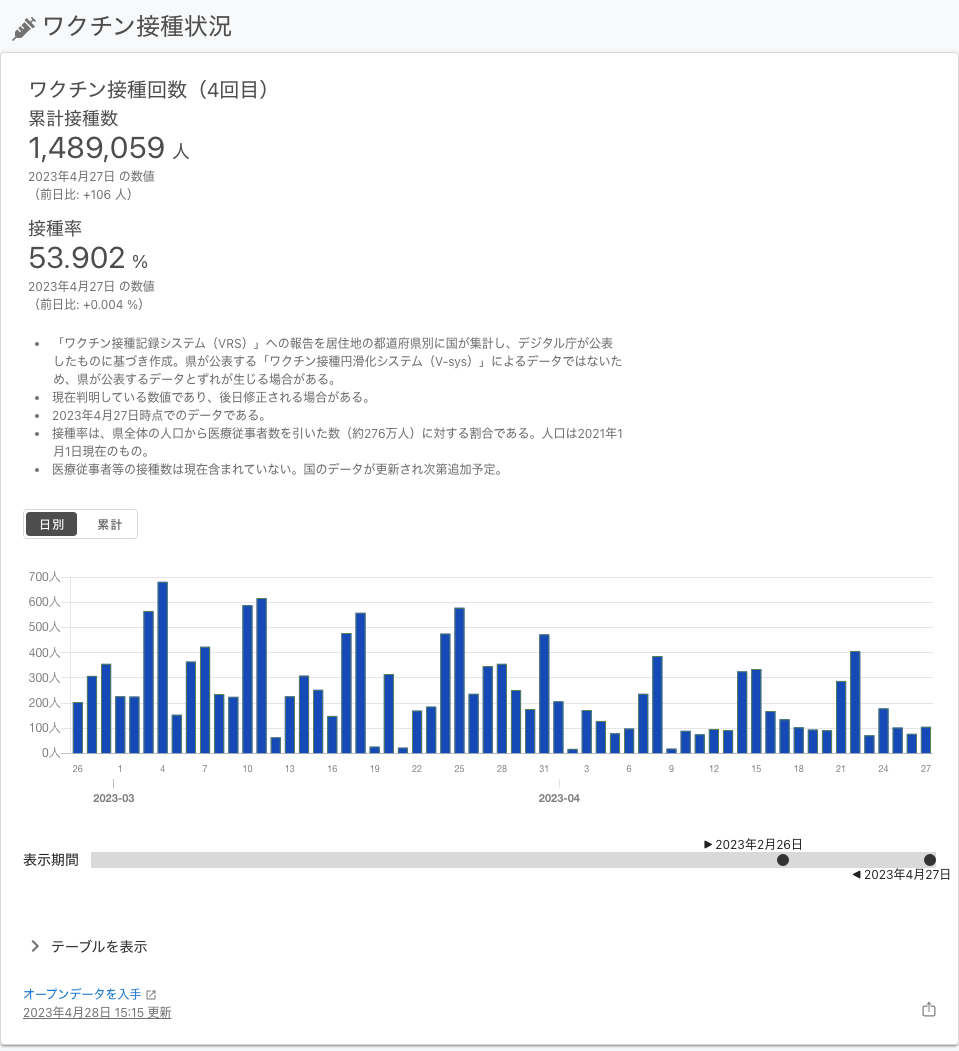 ワクチン接種状況
ワクチン接種回数（4回目）
累計接種数
1,489,059 人
2023年4月27日 の数値
（前日比: +106 人）
接種率
53.902 %
2023年4月27日 の数値
（前日比: +0.004 %）
• 「ワクチン接種記録システム（VRS）」への報告を居住地の都道府県別に国が集計し、デジタル庁が公表
したものに基づき作成。県が公表する「ワクチン接種円滑化システム（V-sys）」によるデータではないた
め、県が公表するデータとずれが生じる場合がある。
• 現在判明している数値であり、後日修正される場合がある。
• 2023年4月27日時点でのデータである。
• 接種率は、県全体の人口から医療従事者数を引いた数（約276万人）に対する割合である。人口は2021年1
月1日現在のもの。
• 医療従事者等の接種数は現在含まれていない。国のデータが更新され次第追加予定。
日別 累計
700人
600人
500人
400人
300人
200人
100人
0人
26 1 4 7 10 13 16 19 22 25 28 31 3 6 9 12 15 18 21 24 27
2023-03 2023-04
▶ 2023年2月26日
表示期間
◀ 2023年4月27日
テーブルを表示
オープンデータを入手
2023年4月28日 15:15 更新